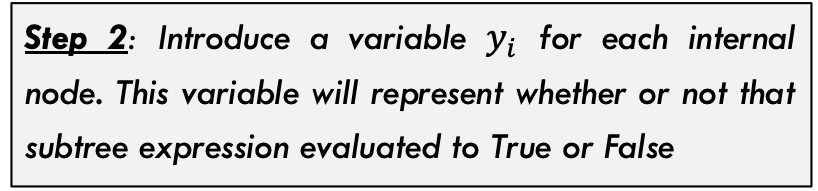 Step 2: Introduce a variable yᵢ for each internal
node. This variable will represent whether or not that
subtree expression evaluated to True or False